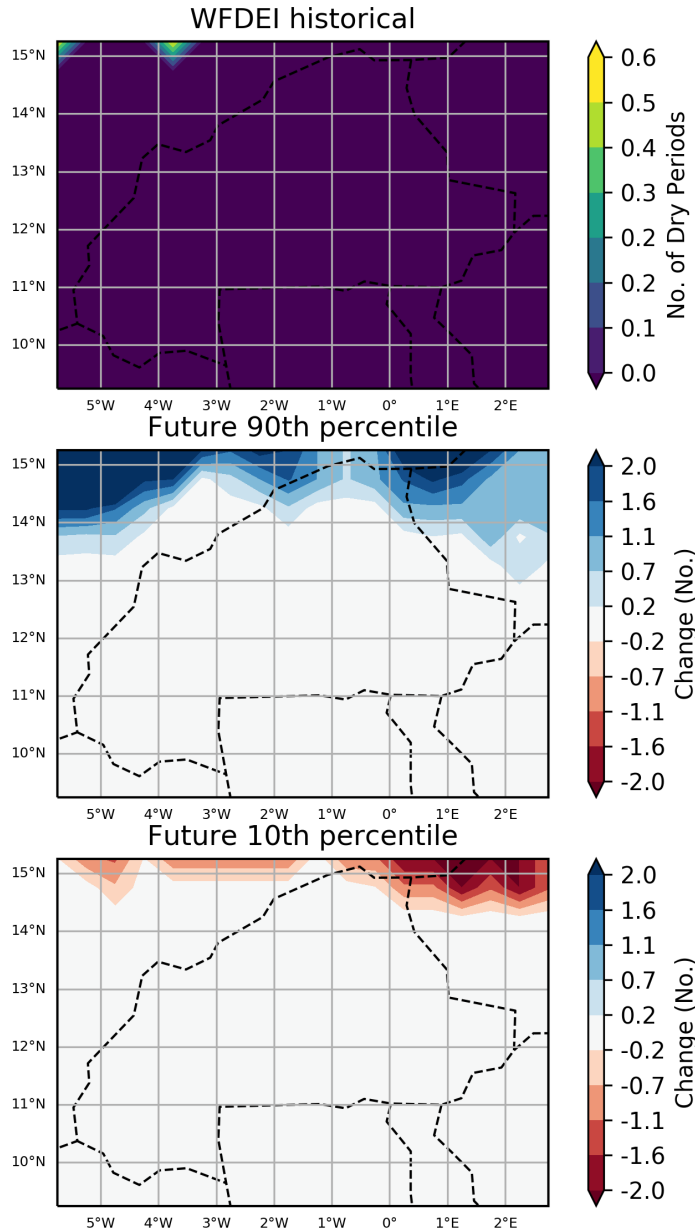 WFDEI historical
15°N
14°N
13°N
12°N
11°N
10°N
5°W 4°W 3°W 2°W 1°W 0° 1°E 2°E
0.6
0.5
0.4
0.3
0.2
0.2
0.1
0.0
No. of Dry Periods
Future 90th percentile
15°N
14°N
13°N
12°N
11°N
10°N
5°W 4°W 3°W 2°W 1°W 0° 1°E 2°E
2.0
1.6
1.1
0.7
0.2
-0.2
-0.7
-1.1
-1.6
-2.0
Change (No.)
Future 10th percentile
15°N
14°N
13°N
12°N
11°N
10°N
5°W 4°W 3°W 2°W 1°W 0° 1°E 2°E
2.0
1.6
1.1
0.7
0.2
-0.2
-0.7
-1.1
-1.6
-2.0
Change (No.)